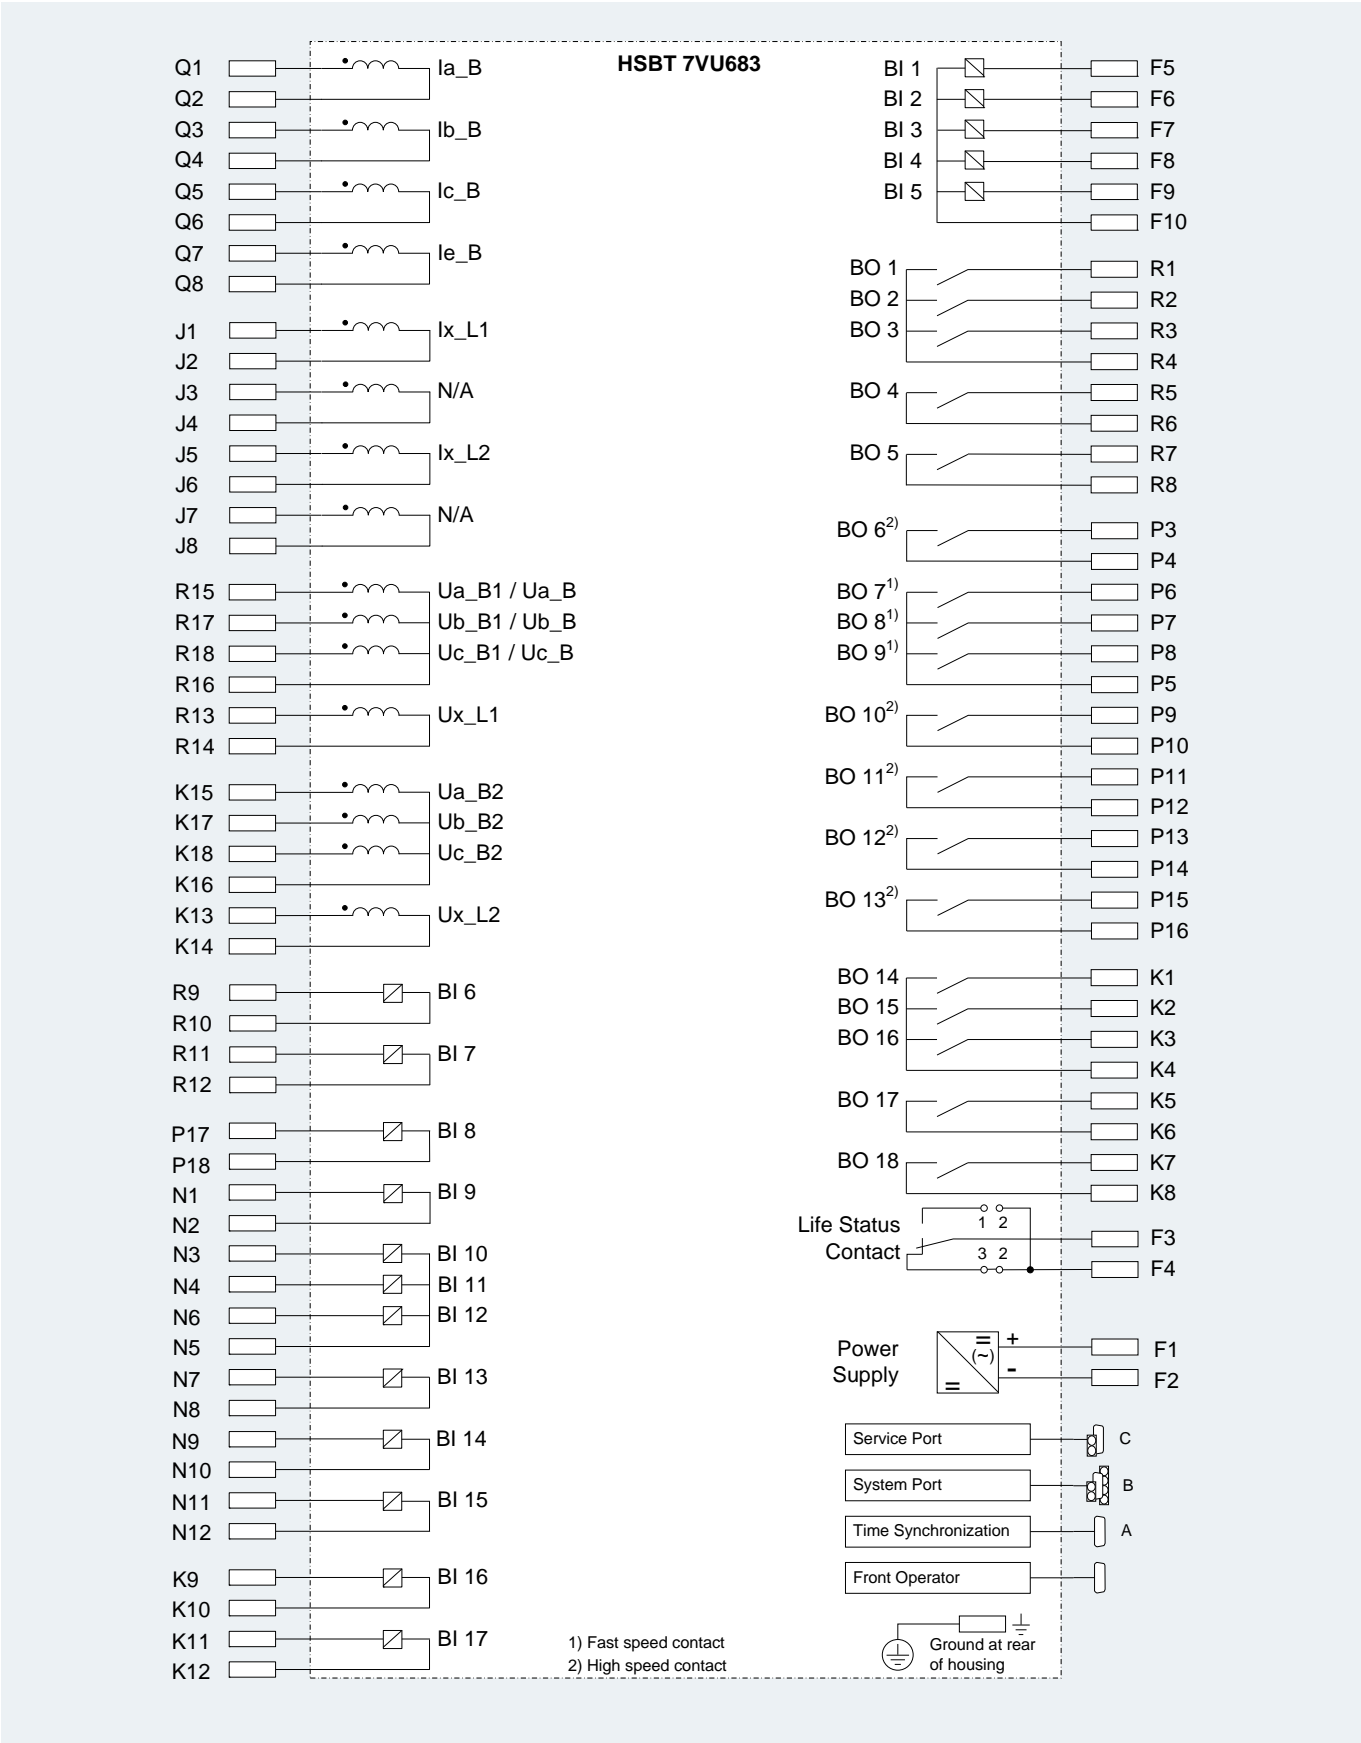 HSBT 7VU683
Q1 Ia_B
Q2
Q3 Ib_B
Q4
Q5 Ic_B
Q6
Q7 Ie_B
Q8
J1 Ix_L1
J2
J3 N/A
J4
J5 Ix_L2
J6
J7 N/A
J8
R15 Ua_B1 / Ua_B
R17 Ub_B1 / Ub_B
R18 Uc_B1 / Uc_B
R16
R13 Ux_L1
R14
K15 Ua_B2
K17 Ub_B2
K18 Uc_B2
K16
K13 Ux_L2
K14
R9 BI 6
R10
R11 BI 7
R12
P17 BI 8
P18
N1 BI 9
N2
N3 BI 10
N4 BI 11
N6 BI 12
N5
N7 BI 13
N8
N9 BI 14
N10
N11 BI 15
N12
K9 BI 16
K10
K11 BI 17
K12
BI 1 F5
BI 2 F6
BI 3 F7
BI 4 F8
BI 5 F9
F10
BO 1 R1
BO 2 R2
BO 3 R3
R4
BO 4 R5
R6
BO 5 R7
R8
BO 6²⁾ P3
P4
BO 7¹⁾ P6
BO 8¹⁾ P7
BO 9¹⁾ P8
P5
BO 10²⁾ P9
P10
BO 11²⁾ P11
P12
BO 12²⁾ P13
P14
BO 13²⁾ P15
P16
BO 14 K1
BO 15 K2
BO 16 K3
K4
BO 17 K5
K6
BO 18 K7
K8
Life Status 1 2
F3
Contact 3 2
F4
Power + F1
(~)
Supply - F2
Service Port C
System Port B
Time Synchronization A
Front Operator
Ground at rear
of housing
1) Fast speed contact
2) High speed contact